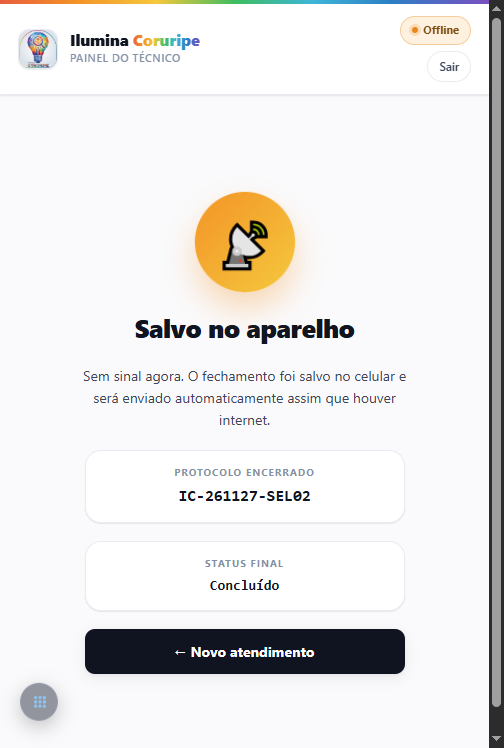 Ilumina Coruripe
PAINEL DO TÉCNICO
Offline
Sair
Salvo no aparelho
Sem sinal agora. O fechamento foi salvo no celular e
será enviado automaticamente assim que houver
internet.
PROTOCOLO ENCERRADO
IC-261127-SEL02
STATUS FINAL
Concluído
← Novo atendimento